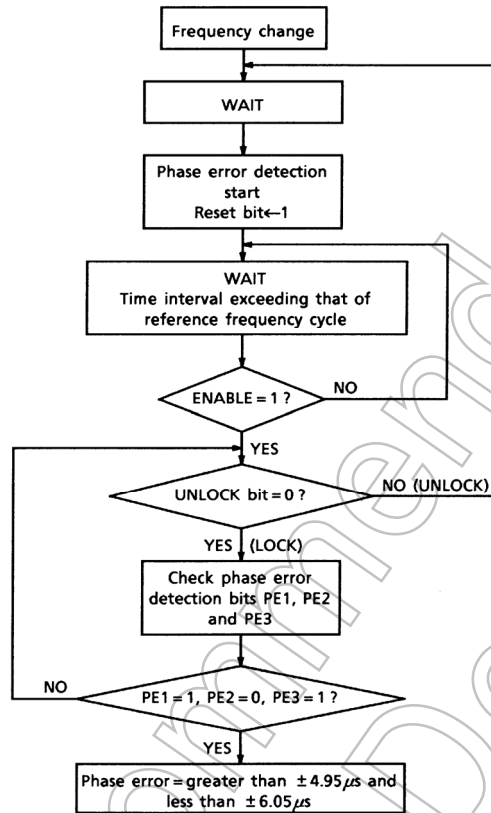 Frequency change
WAIT
Phase error detection
start
Reset bit←1
WAIT
Time interval exceeding that of
reference frequency cycle
ENABLE = 1 ?
NO
YES
UNLOCK bit = 0 ?
NO (UNLOCK)
YES (LOCK)
Check phase error
detection bits PE1, PE2
and PE3
NO
PE1 = 1, PE2 = 0, PE3 = 1 ?
YES
Phase error = greater than ±4.95μs and
less than ±6.05μs